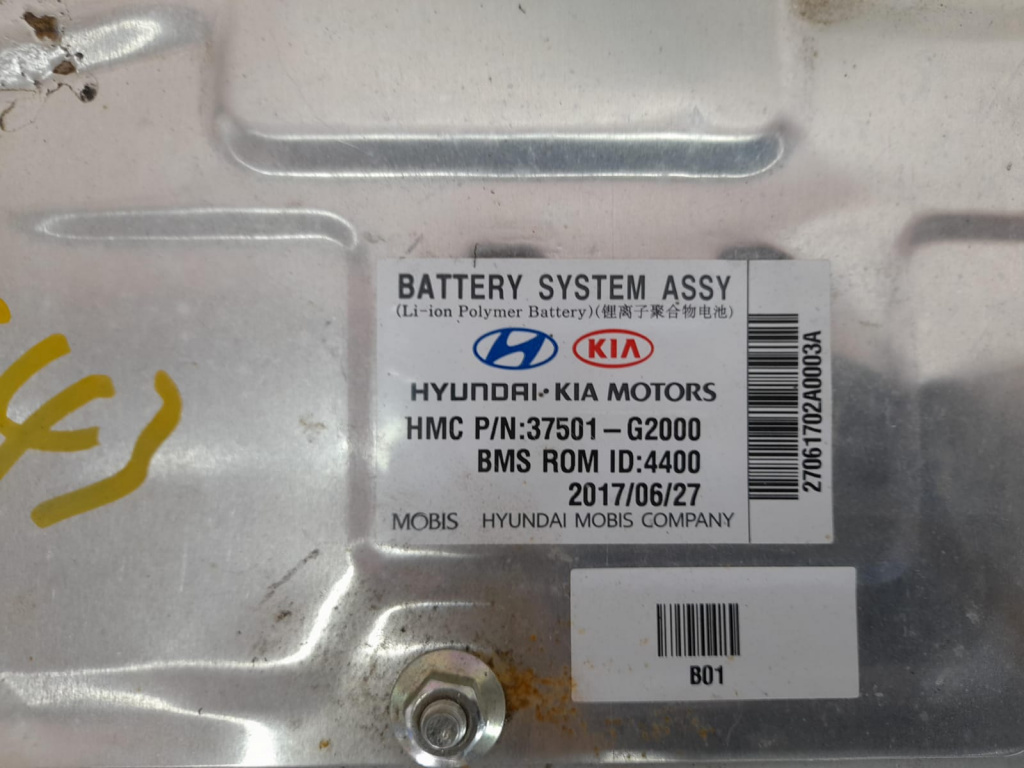 BATTERY SYSTEM ASSY
(Li-ion Polymer Battery)(锂离子聚合物电池)
KIA
HYUNDAI·KIA MOTORS
HMC P/N:37501-G2000
BMS ROM ID:4400
2017/06/27
MOBIS HYUNDAI MOBIS COMPANY
27061702A0003A
B01